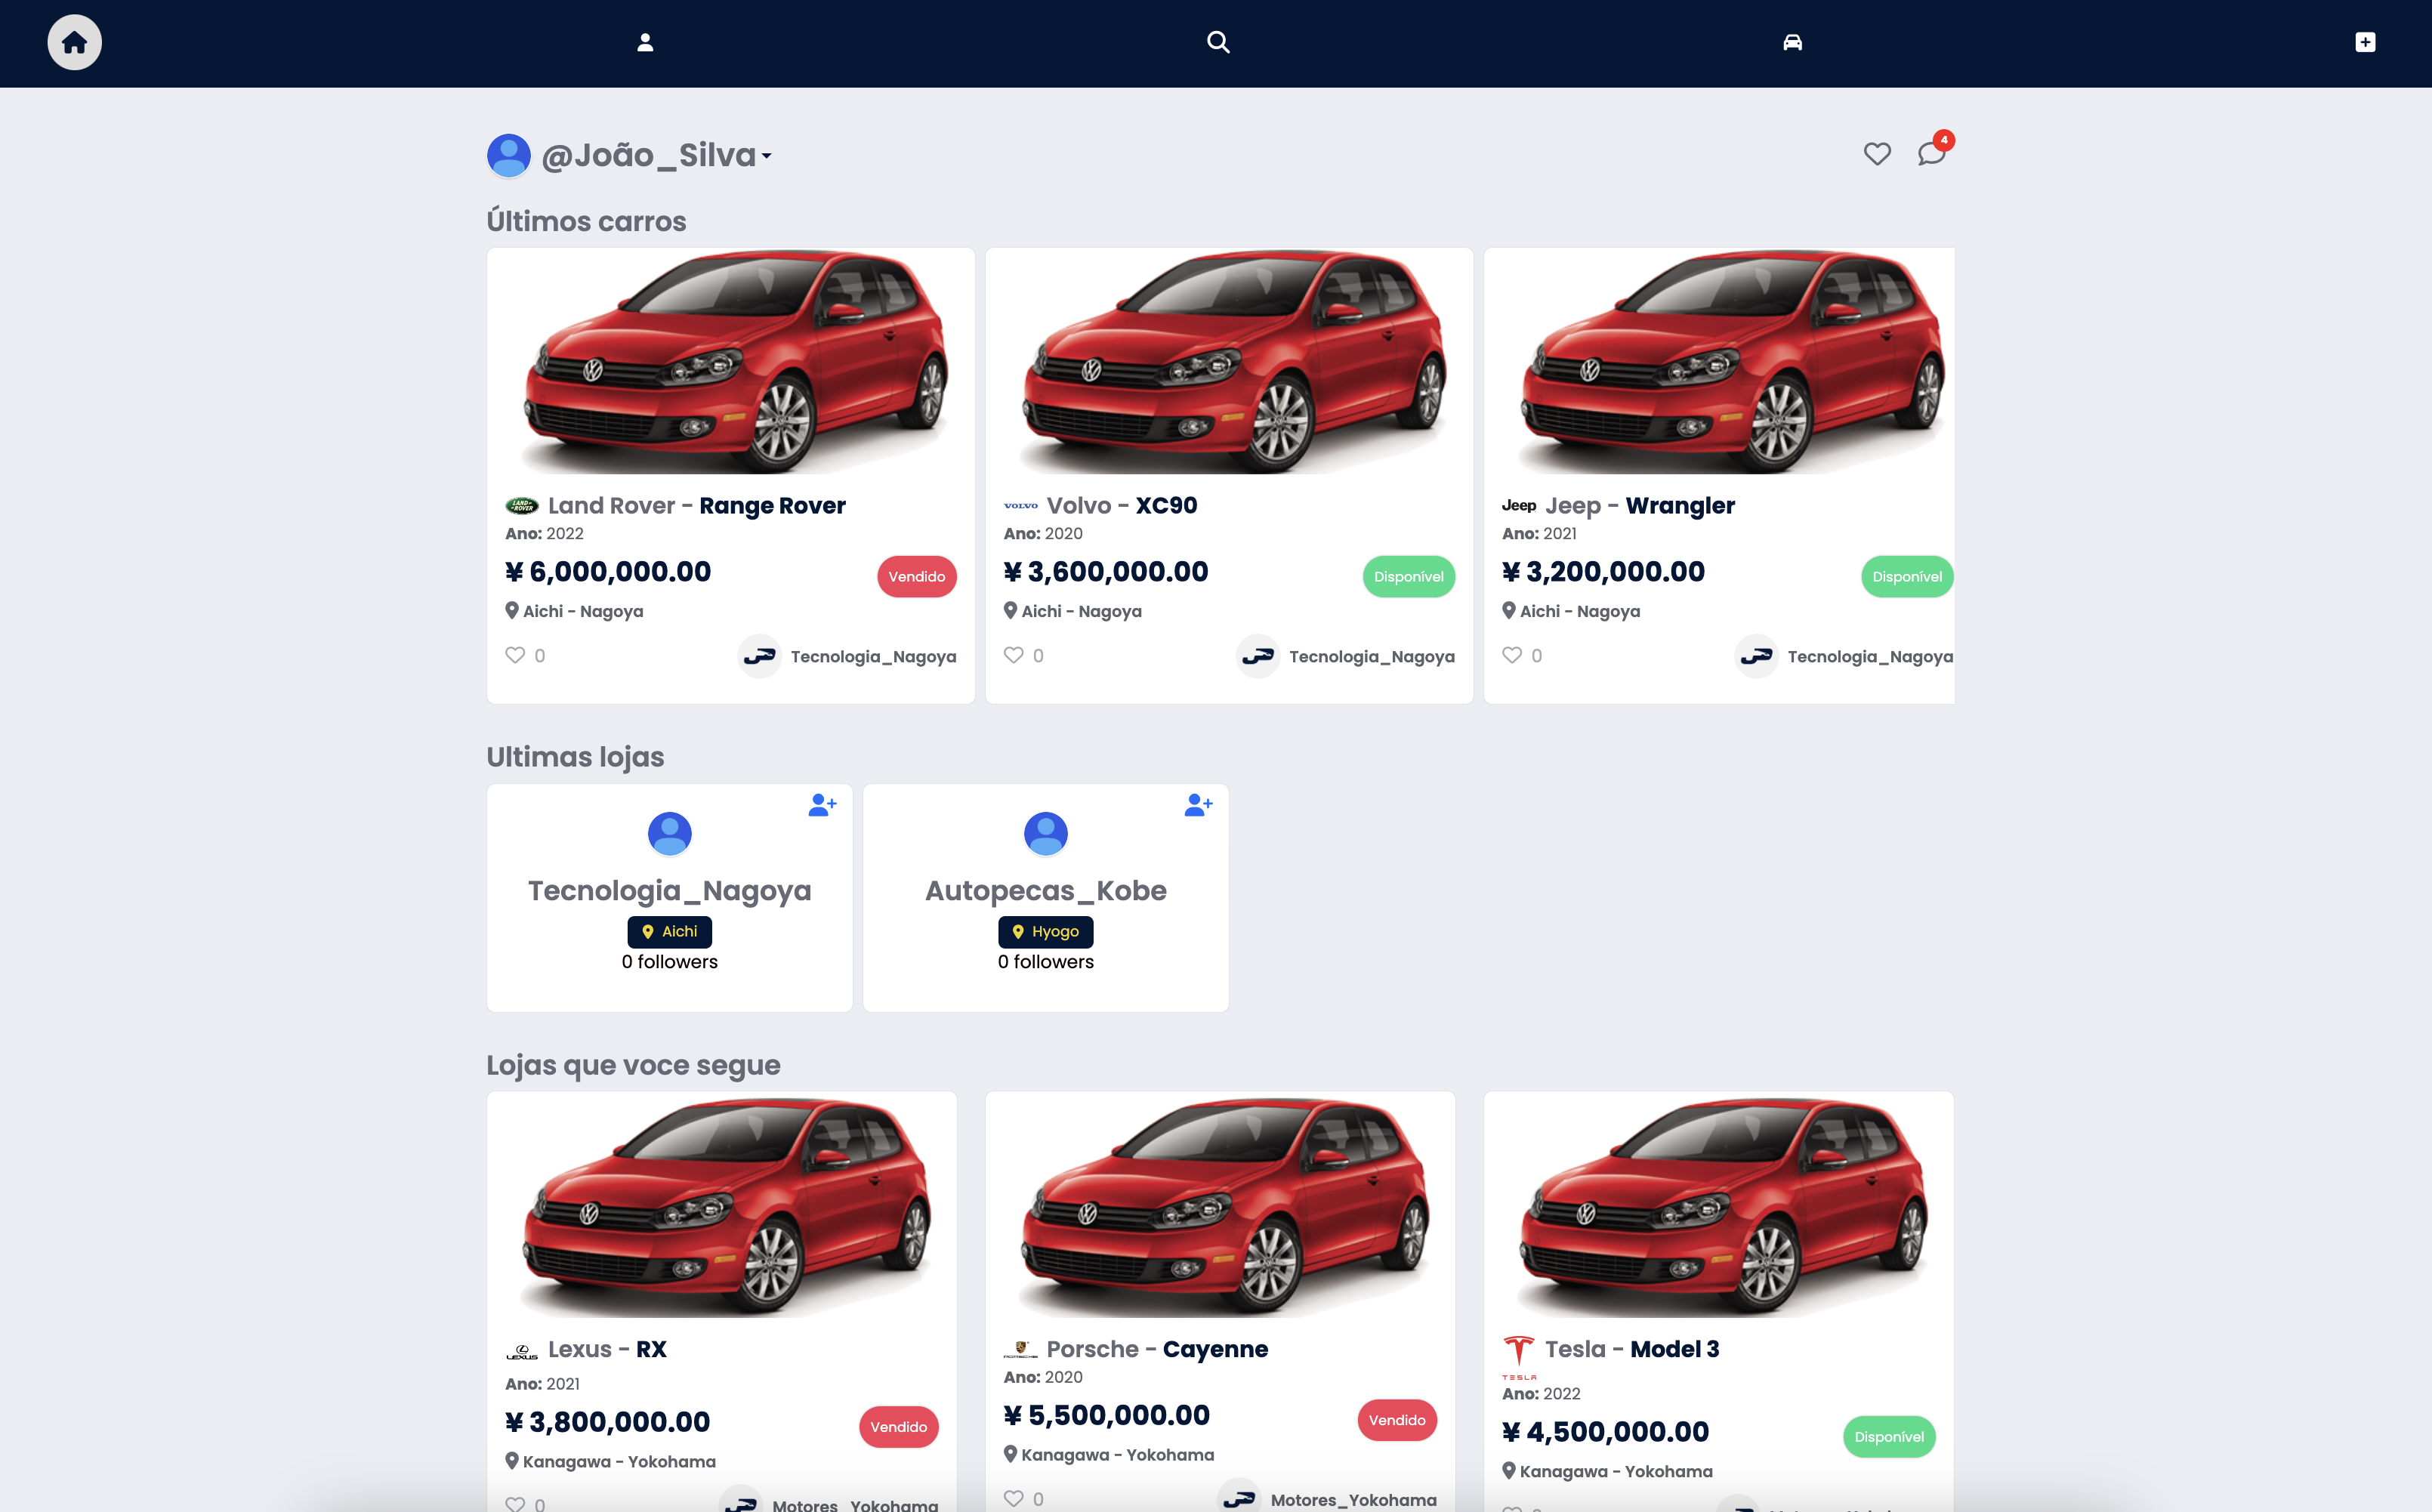 @João_Silva
4
Últimos carros
LAND-ROVER Land Rover - Range Rover
Ano: 2022
¥ 6,000,000.00
Vendido
Aichi - Nagoya
0
Tecnologia_Nagoya
VOLVO Volvo - XC90
Ano: 2020
¥ 3,600,000.00
Disponível
Aichi - Nagoya
0
Tecnologia_Nagoya
Jeep Jeep - Wrangler
Ano: 2021
¥ 3,200,000.00
Disponível
Aichi - Nagoya
0
Tecnologia_Nagoya
Ultimas lojas
Tecnologia_Nagoya
Aichi
0 followers
Autopecas_Kobe
Hyogo
0 followers
Lojas que voce segue
LEXUS Lexus - RX
Ano: 2021
¥ 3,800,000.00
Vendido
Kanagawa - Yokohama
0
Motores_Yokohama
PORSCHE Porsche - Cayenne
Ano: 2020
¥ 5,500,000.00
Vendido
Kanagawa - Yokohama
0
Motores_Yokohama
Tesla - Model 3
TESLA
Ano: 2022
¥ 4,500,000.00
Disponível
Kanagawa - Yokohama